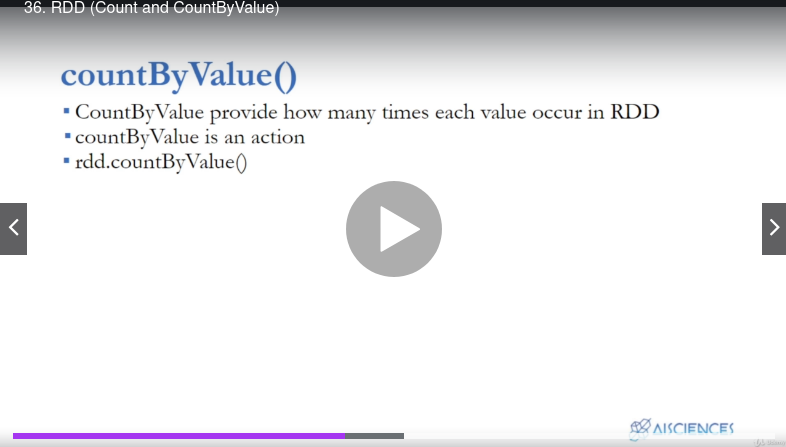 36. RDD (Count and CountByValue)
countByValue()
▪ CountByValue provide how many times each value occur in RDD
▪ countByValue is an action
▪ rdd.countByValue()
AISCIENCES